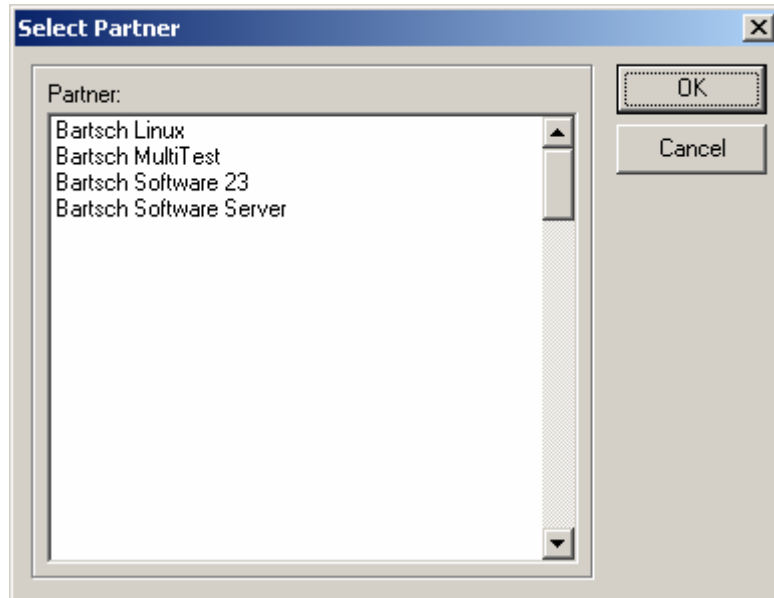 Select Partner
Partner:
Bartsch Linux
Bartsch MultiTest
Bartsch Software 23
Bartsch Software Server
OK
Cancel